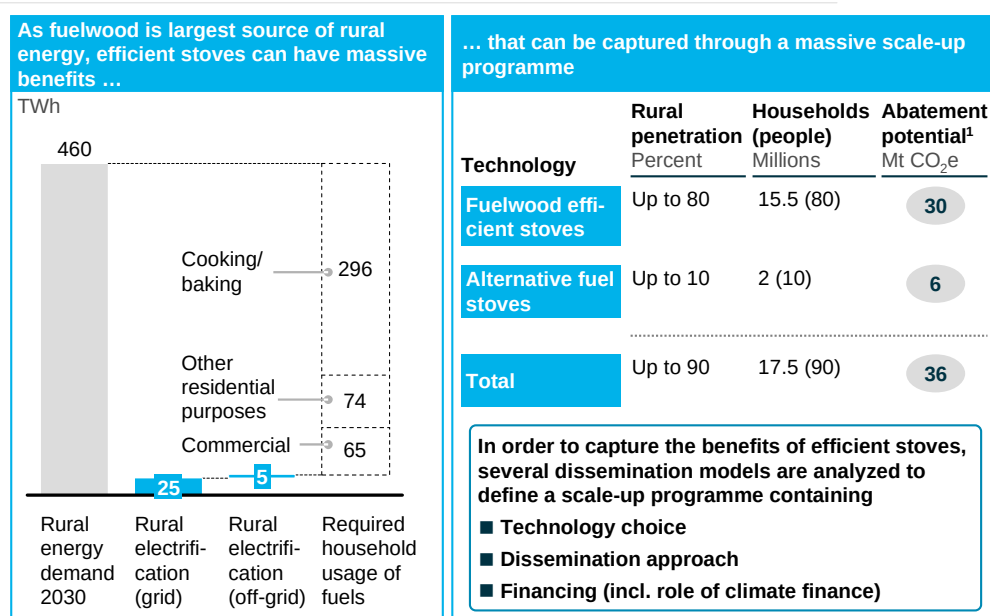 As fuelwood is largest source of rural
energy, efficient stoves can have massive
benefits …
TWh
460
Cooking/
baking
296
Other
residential
purposes
74
Commercial
65
25
5
Rural
energy
demand
2030
Rural
electrifi-
cation
(grid)
Rural
electrifi-
cation
(off-grid)
Required
household
usage of
fuels
… that can be captured through a massive scale-up
programme
Technology
Rural
penetration
Percent
Households
(people)
Millions
Abatement
potential¹
Mt CO₂e
Fuelwood effi-
cient stoves
Up to 80
15.5 (80)
30
Alternative fuel
stoves
Up to 10
2 (10)
6
Total
Up to 90
17.5 (90)
36
In order to capture the benefits of efficient stoves,
several dissemination models are analyzed to
define a scale-up programme containing
■ Technology choice
■ Dissemination approach
■ Financing (incl. role of climate finance)